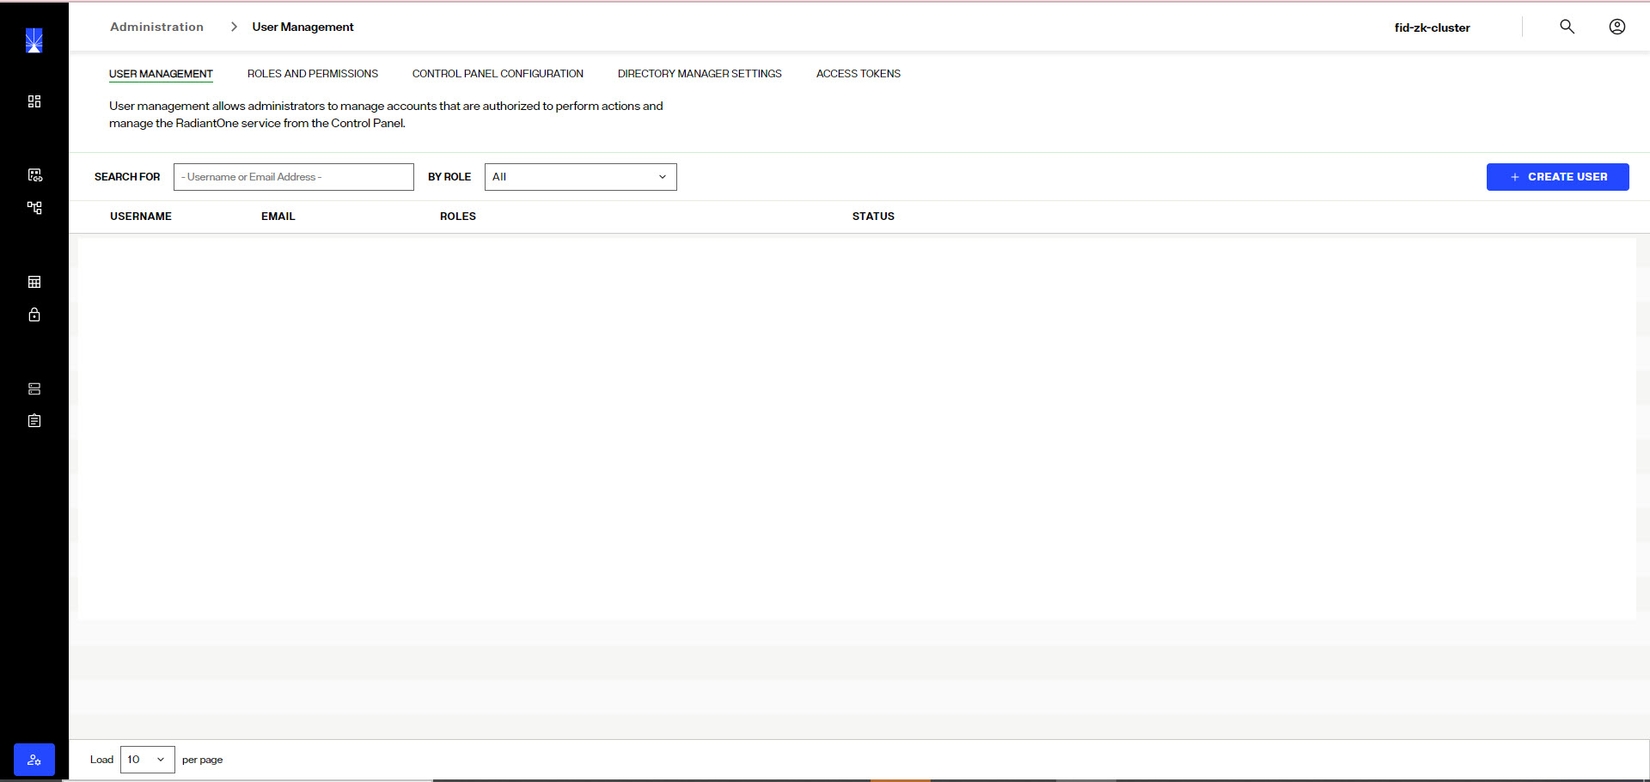 Administration > User Management
fid-zk-cluster
USER MANAGEMENT
ROLES AND PERMISSIONS
CONTROL PANEL CONFIGURATION
DIRECTORY MANAGER SETTINGS
ACCESS TOKENS
User management allows administrators to manage accounts that are authorized to perform actions and
manage the RadiantOne service from the Control Panel.
SEARCH FOR
- Username or Email Address -
BY ROLE
All
+ CREATE USER
USERNAME
EMAIL
ROLES
STATUS
Load 10 per page